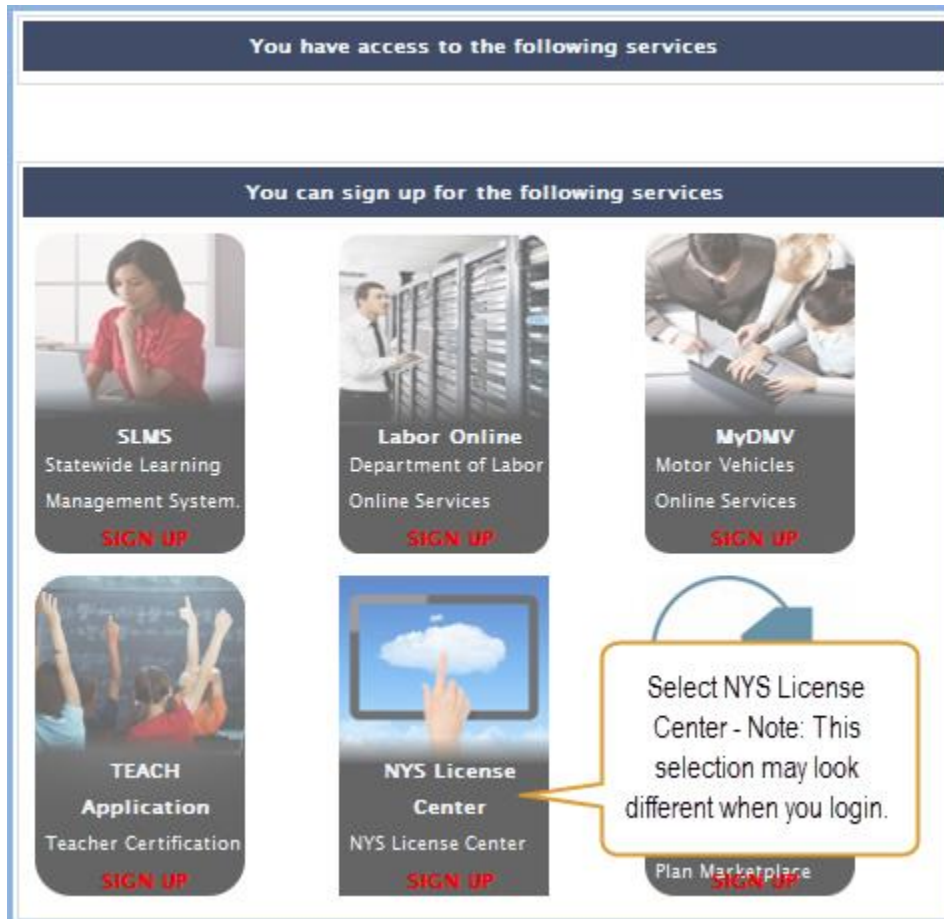 You have access to the following services
You can sign up for the following services
SLMS
Statewide Learning
Management System.
SIGN UP
Labor Online
Department of Labor
Online Services
SIGN UP
MyDMV
Motor Vehicles
Online Services
SIGN UP
TEACH
Application
Teacher Certification
SIGN UP
NYS License
Center
NYS License Center
SIGN UP
Select NYS License
Center - Note: This
selection may look
different when you login.
Plan Marketplace
SIGN UP